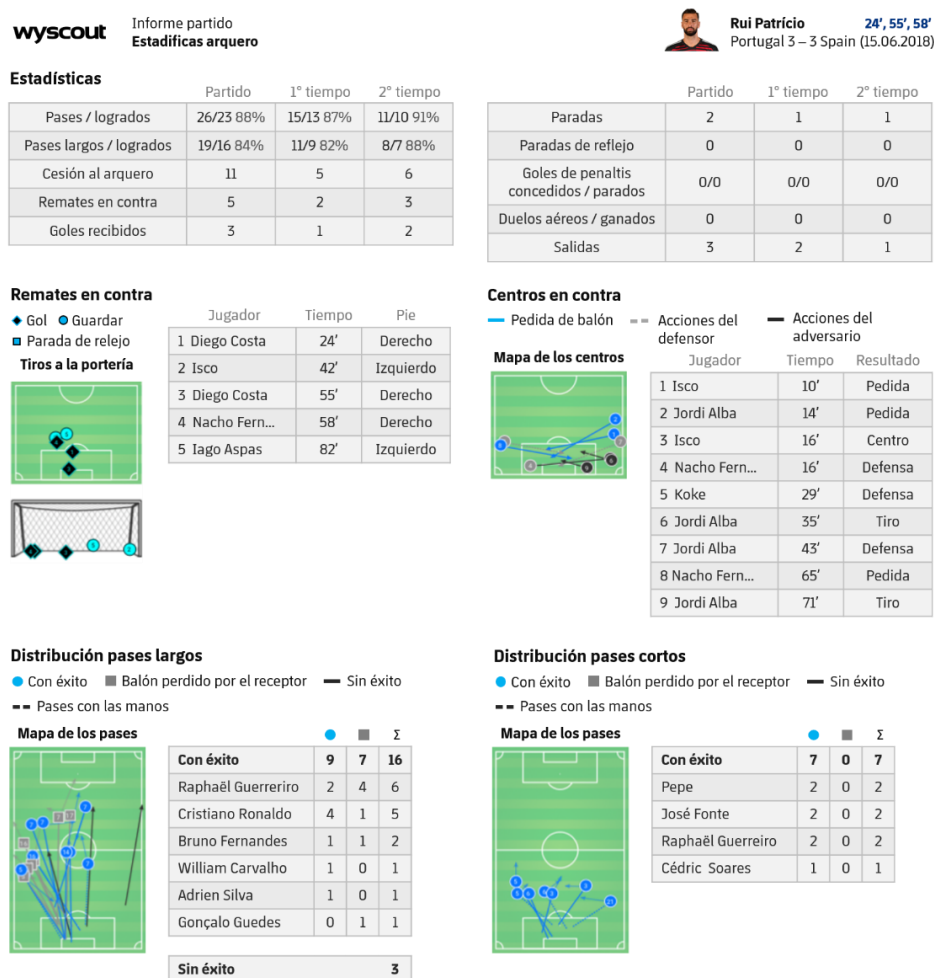 wyscout
Informe partido
Estadificas arquero
Rui Patrício 24’, 55’, 58’
Portugal 3 – 3 Spain (15.06.2018)
Estadísticas
Partido 1° tiempo 2° tiempo
Pases / logrados 26/23 88% 15/13 87% 11/10 91%
Pases largos / logrados 19/16 84% 11/9 82% 8/7 88%
Cesión al arquero 11 5 6
Remates en contra 5 2 3
Goles recibidos 3 1 2
Partido 1° tiempo 2° tiempo
Paradas 2 1 1
Paradas de reflejo 0 0 0
Goles de penaltis
concedidos / parados 0/0 0/0 0/0
Duelos aéreos / ganados 0 0 0
Salidas 3 2 1
Remates en contra
Gol Guardar
Parada de relejo
Tiros a la portería
Jugador Tiempo Pie
1 Diego Costa 24’ Derecho
2 Isco 42’ Izquierdo
3 Diego Costa 55’ Derecho
4 Nacho Fern... 58’ Derecho
5 Iago Aspas 82’ Izquierdo
Centros en contra
Pedida de balón
Acciones del
defensor
Acciones del
adversario
Mapa de los centros
Jugador Tiempo Resultado
1 Isco 10’ Pedida
2 Jordi Alba 14’ Pedida
3 Isco 16’ Centro
4 Nacho Fern... 16’ Defensa
5 Koke 29’ Defensa
6 Jordi Alba 35’ Tiro
7 Jordi Alba 43’ Defensa
8 Nacho Fern... 65’ Pedida
9 Jordi Alba 71’ Tiro
Distribución pases largos
Con éxito Balón perdido por el receptor Sin éxito
Pases con las manos
Mapa de los pases
Σ
Con éxito 9 7 16
Raphaël Guerreriro 2 4 6
Cristiano Ronaldo 4 1 5
Bruno Fernandes 1 1 2
William Carvalho 1 0 1
Adrien Silva 1 0 1
Gonçalo Guedes 0 1 1
Sin éxito 3
Distribución pases cortos
Con éxito Balón perdido por el receptor Sin éxito
Pases con las manos
Mapa de los pases
Σ
Con éxito 7 0 7
Pepe 2 0 2
José Fonte 2 0 2
Raphaël Guerreiro 2 0 2
Cédric Soares 1 0 1